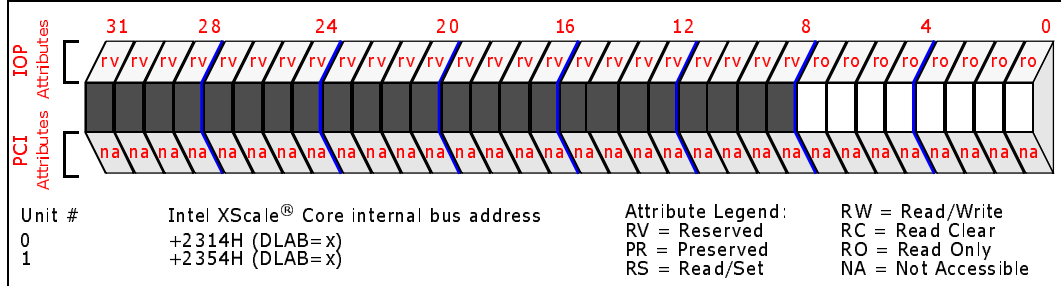 31 28 24 20 16 12 8 4 0
IOP Attributes
rv rv rv rv rv rv rv rv rv rv rv rv rv rv rv rv rv rv rv rv rv rv rv rv ro ro ro ro ro ro ro ro
PCI Attributes
na na na na na na na na na na na na na na na na na na na na na na na na na na na na na na na na
Unit # Intel XScale® Core internal bus address
0 +2314H (DLAB=x)
1 +2354H (DLAB=x)
Attribute Legend: RW = Read/Write
RV = Reserved RC = Read Clear
PR = Preserved RO = Read Only
RS = Read/Set NA = Not Accessible